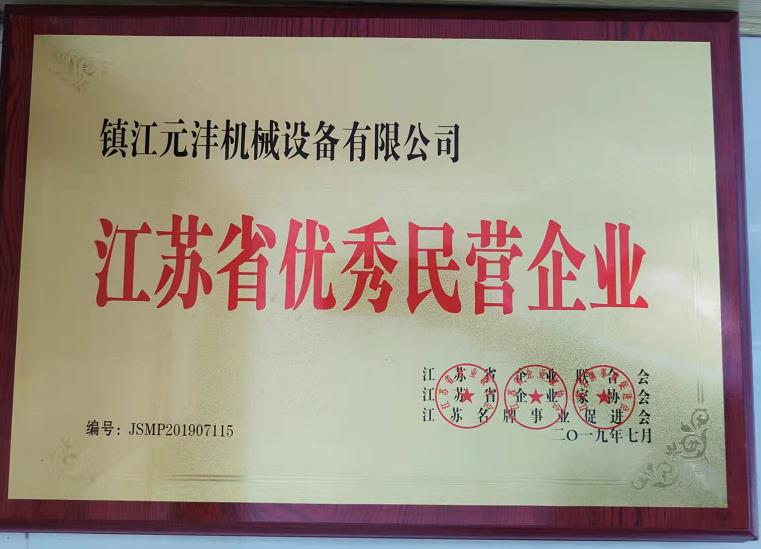 镇江元沣机械设备有限公司
江苏省优秀民营企业
江苏省企业联合会
江苏省企业家协会
江苏名牌事业促进会
编号：JSMP201907115
二〇一九年七月